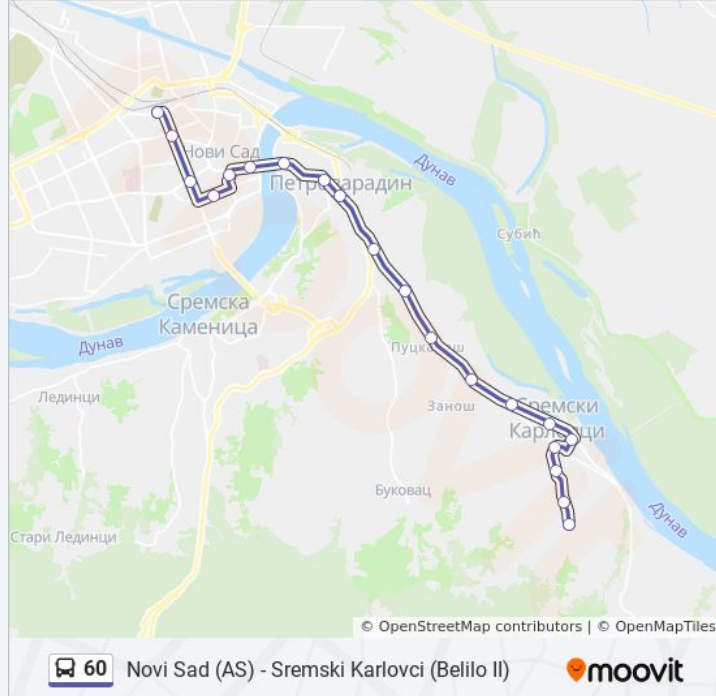 Дунав
Нови Сад
Петроварадин
Субић
Сремска
Каменица
Дунав
Пуцкарош
Лединци
Занош
Сремски
Карловци
Буковац
Дунав
Стари Лединци
© OpenStreetMap contributors | © OpenMapTiles
60 Novi Sad (AS) - Sremski Karlovci (Belilo II) moovit